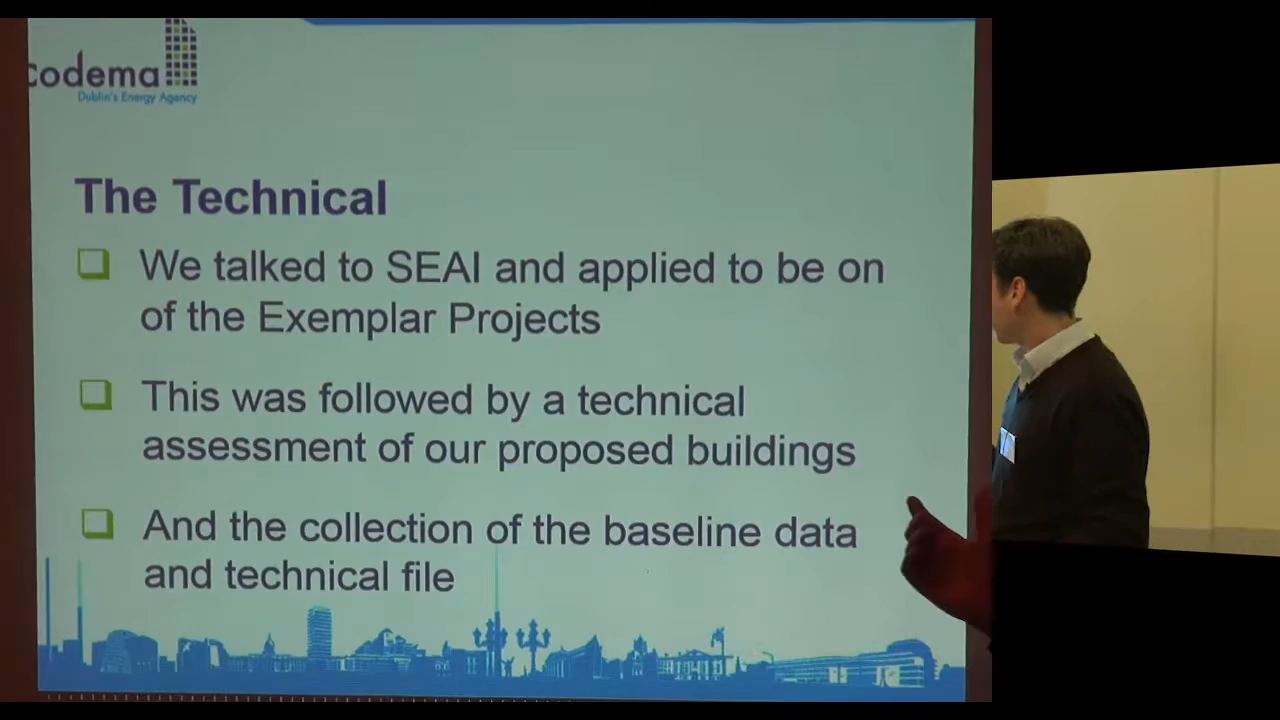 codema
Dublin's Energy Agency
The Technical
We talked to SEAI and applied to be on
of the Exemplar Projects
This was followed by a technical
assessment of our proposed buildings
And the collection of the baseline data
and technical file